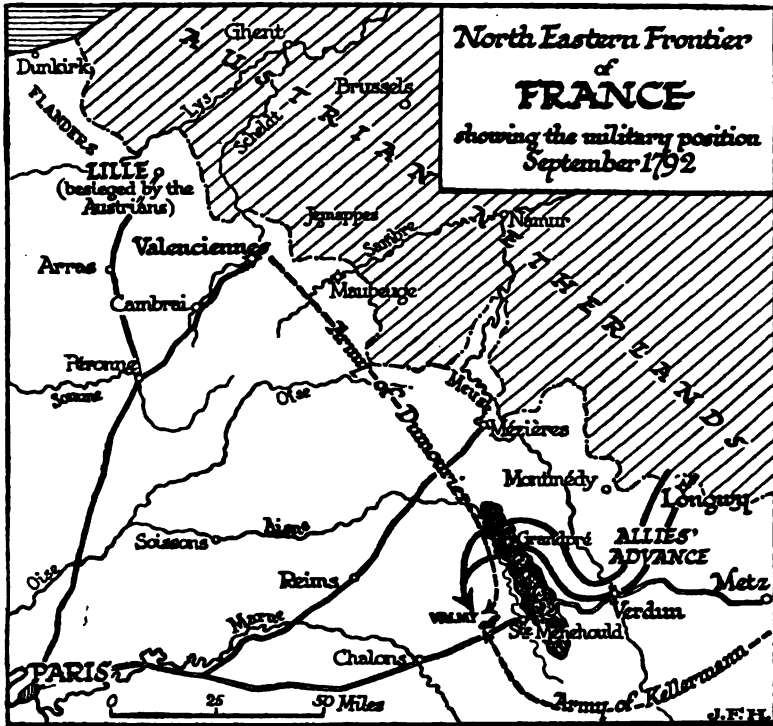 North Eastern Frontier
of
FRANCE
showing the military position
September 1792
Ghent
Dunkirk
AUSTRIAN
Brussels
FLANDERS
Lys
Scheldt
LILLE
(besieged by the
Austrians)
Jemappes
Namur
Sambre
NETHERLANDS
Valenciennes
Arras
Maubeuge
Cambrai
Army of Dumouriez
Péronne
Somme
Oise
Meuse
Mézières
Montmédy
Longwy
Aisne
Grandpré
ALLIES'
ADVANCE
Soissons
Oise
Reims
Metz
Verdun
Marne
VALMY
Ste Menehould
PARIS
Chalons
Army of Kellermann
0 25 50 Miles
J.F.H.